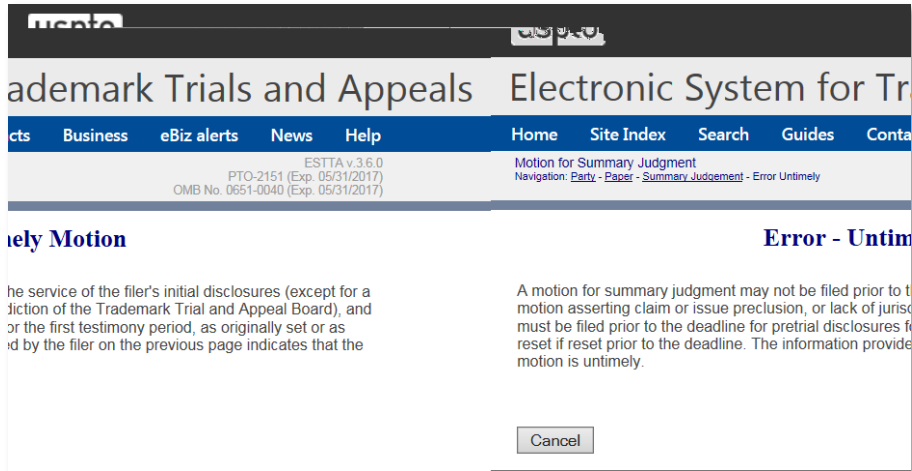 uspto
ademark Trials and Appeals
cts Business eBiz alerts News Help
ESTTA v.3.6.0
PTO-2151 (Exp. 05/31/2017)
OMB No. 0651-0040 (Exp. 05/31/2017)
ely Motion
he service of the filer's initial disclosures (except for a
diction of the Trademark Trial and Appeal Board), and
or the first testimony period, as originally set or as
ed by the filer on the previous page indicates that the
Electronic System for Tr
Home Site Index Search Guides Conta
Motion for Summary Judgment
Navigation: Party - Paper - Summary Judgement - Error Untimely
Error - Untim
A motion for summary judgment may not be filed prior to t
motion asserting claim or issue preclusion, or lack of jurisd
must be filed prior to the deadline for pretrial disclosures f
reset if reset prior to the deadline. The information provide
motion is untimely.
Cancel